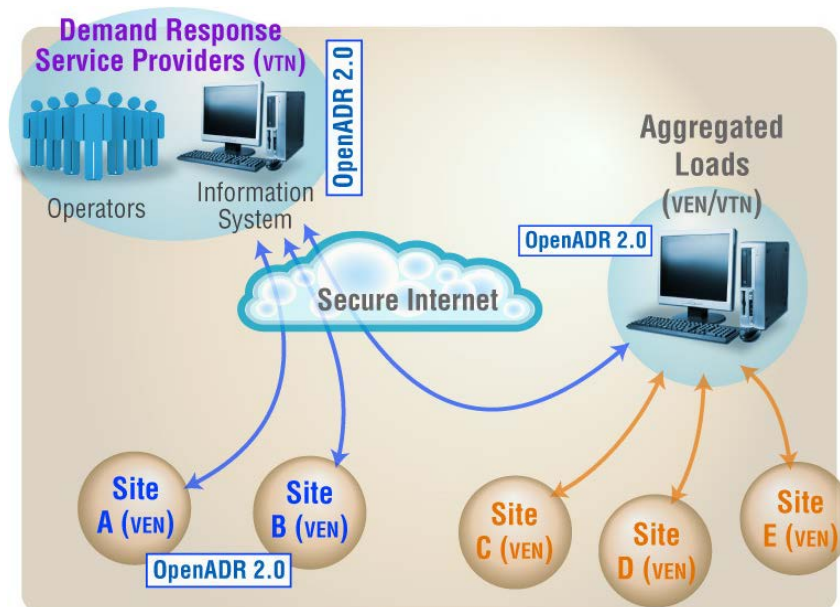 Demand Response
Service Providers (VTN)
OpenADR 2.0
Operators
Information
System
Aggregated
Loads
(VEN/VTN)
OpenADR 2.0
Secure Internet
Site
A (VEN)
Site
B (VEN)
OpenADR 2.0
Site
C (VEN)
Site
D (VEN)
Site
E (VEN)